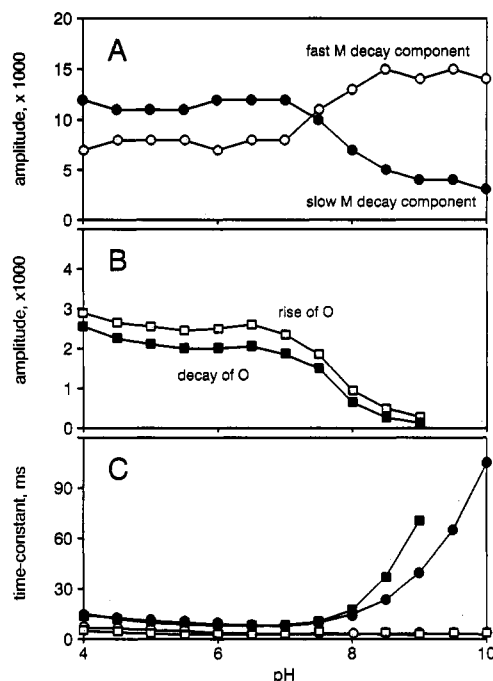 A
20
15
10
5
0
amplitude, x 1000
fast M decay component
slow M decay component
B
4
3
2
1
0
amplitude, x1000
rise of O
decay of O
C
90
60
30
0
time-constant, ms
4 6 8 10
pH